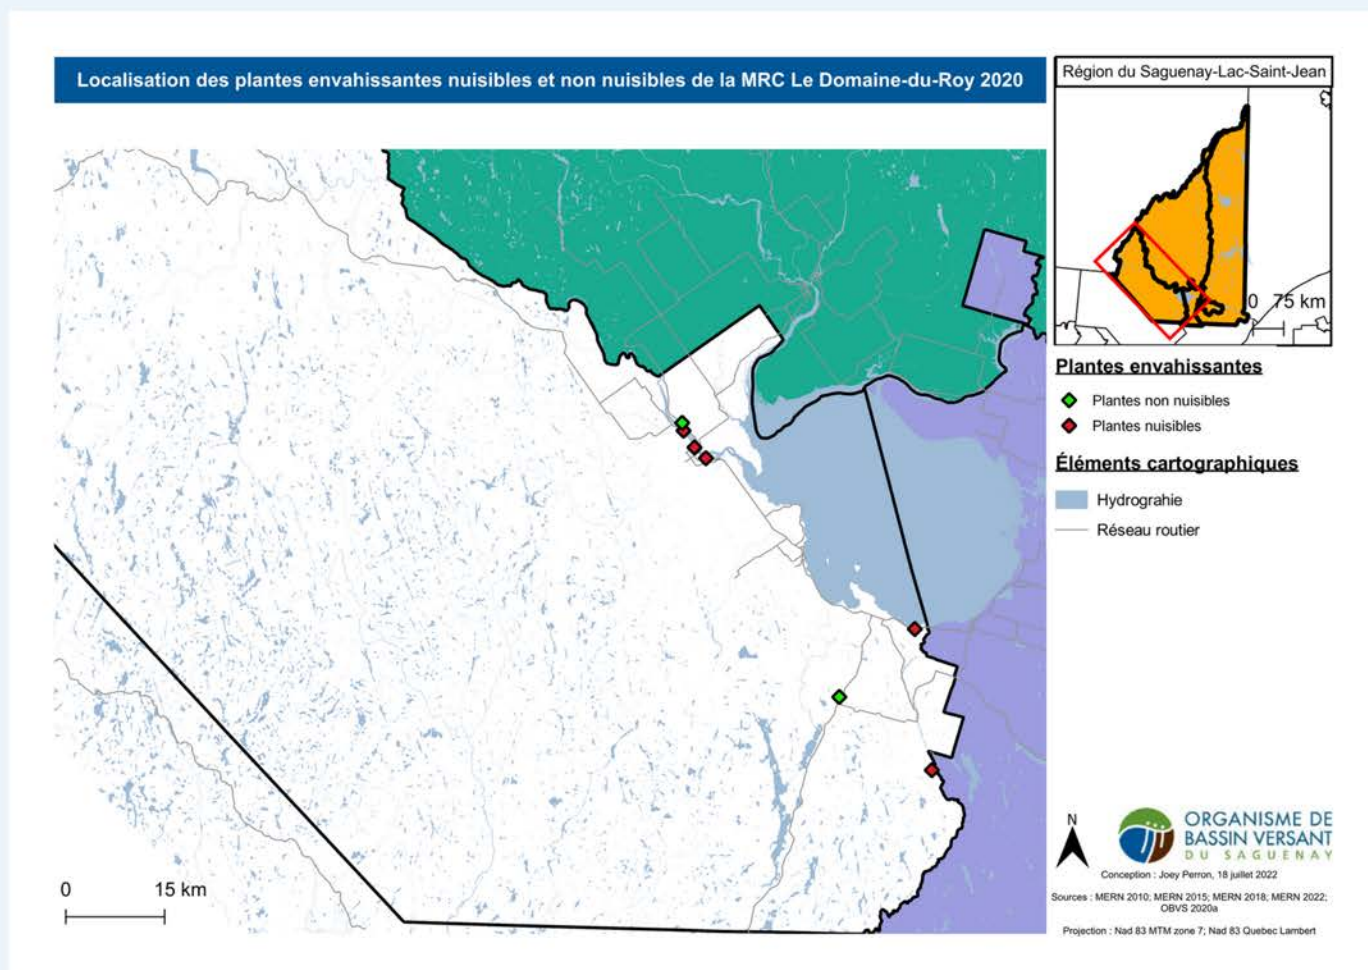 Localisation des plantes envahissantes nuisibles et non nuisibles de la MRC Le Domaine-du-Roy 2020
Région du Saguenay-Lac-Saint-Jean
0 75 km
Plantes envahissantes
Plantes non nuisibles
Plantes nuisibles
Éléments cartographiques
Hydrograhie
Réseau routier
0 15 km
N
ORGANISME DE
BASSIN VERSANT
DU SAGUENAY
Conception : Joey Perron, 18 juillet 2022
Sources : MERN 2010; MERN 2015; MERN 2018; MERN 2022;
OBVS 2020a
Projection : Nad 83 MTM zone 7; Nad 83 Quebec Lambert